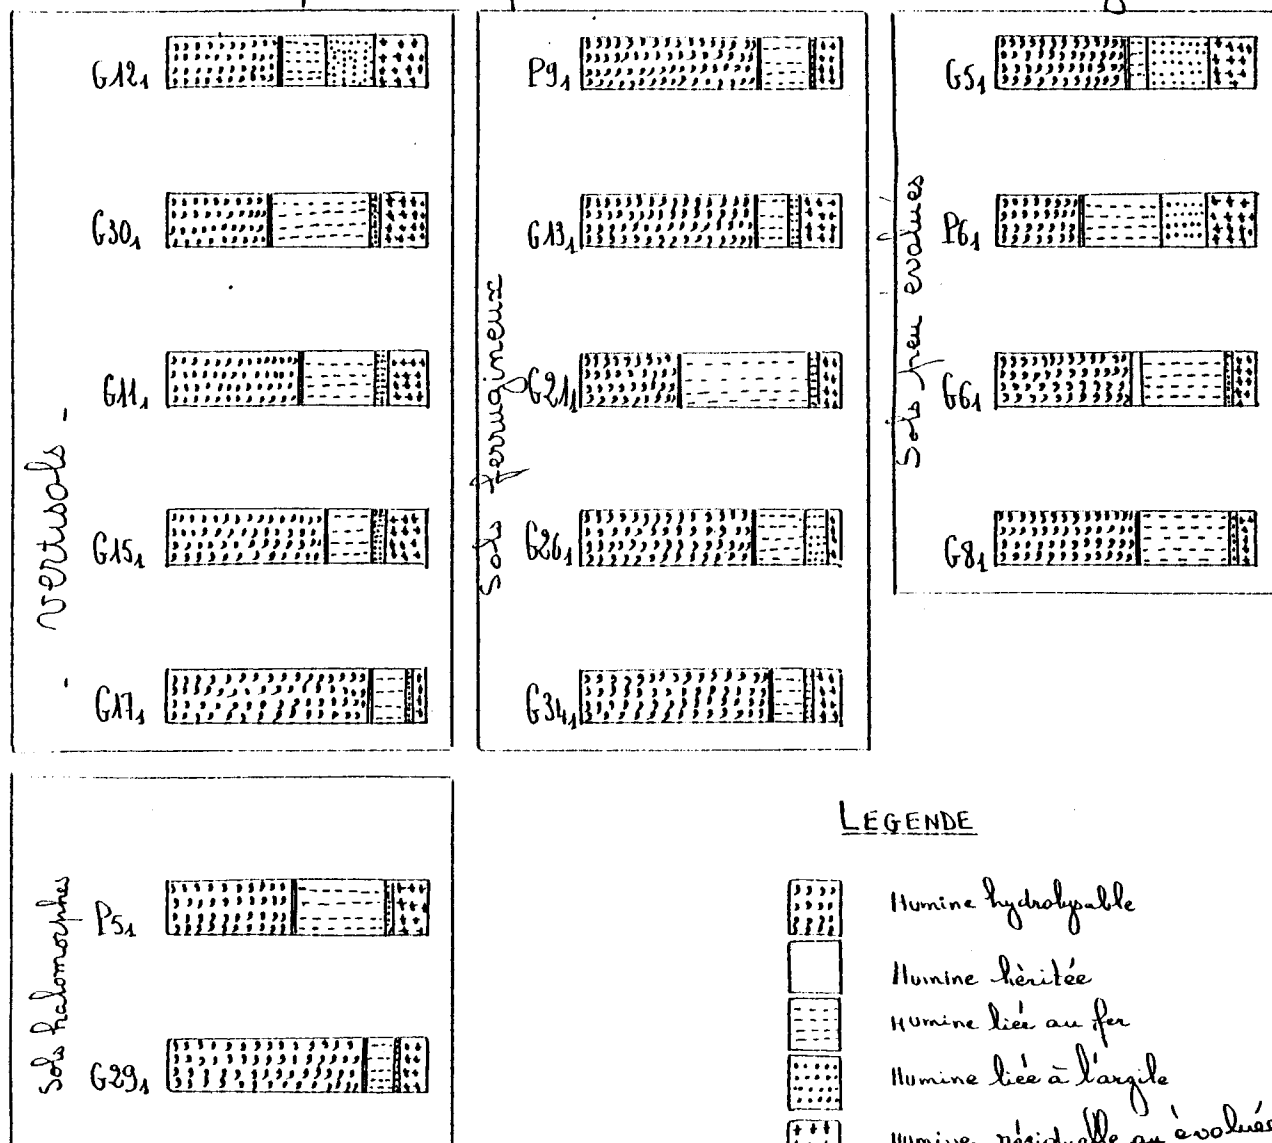 G12₁
G30₁
G11₁
G15₁
G17₁
- vertisols -
P9₁
G13₁
G21₁
G26₁
G34₁
Sols ferrugineux
G5₁
P6₁
G6₁
G8₁
Sols peu evolues
P5₁
G29₁
Sols halomorphes
LEGENDE
Humine hydrolysable
Humine hèritée
Humine liée au fer
Humine liée à l'argile
Humine résiduelle ou évoluée